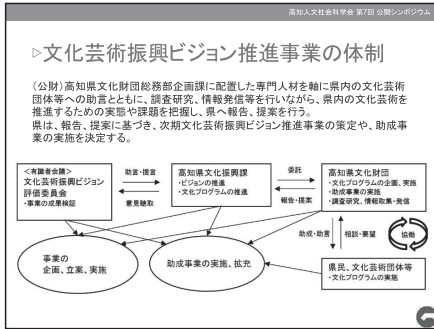 高知人文社会科学会 第7回 公開シンポジウム
▷文化芸術振興ビジョン推進事業の体制
(公財)高知県文化財団総務部企画課に配置した専門人材を軸に県内の文化芸術
団体等への助言とともに、調査研究、情報発信等を行いながら、県内の文化芸術を
推進するための実態や課題を把握し、県へ報告、提案を行う。
県は、報告、提案に基づき、次期文化芸術振興ビジョン推進事業の策定や、助成事
業の実施を決定する。
<有識者会議>
文化芸術振興ビジョン
評価委員会
・事業の成果検証
助言・提言
意見聴取
高知県文化振興課
・ビジョンの推進
・文化プログラムの推進
委託
報告・提案
高知県文化財団
・文化プログラムの企画、実施
・助成事業の実施
・調査研究、情報収集・発信
助成・助言
相談・要望
協働
事業の
企画、立案、実施
助成事業の実施、拡充
県民、文化芸術団体等
・文化プログラムの実施